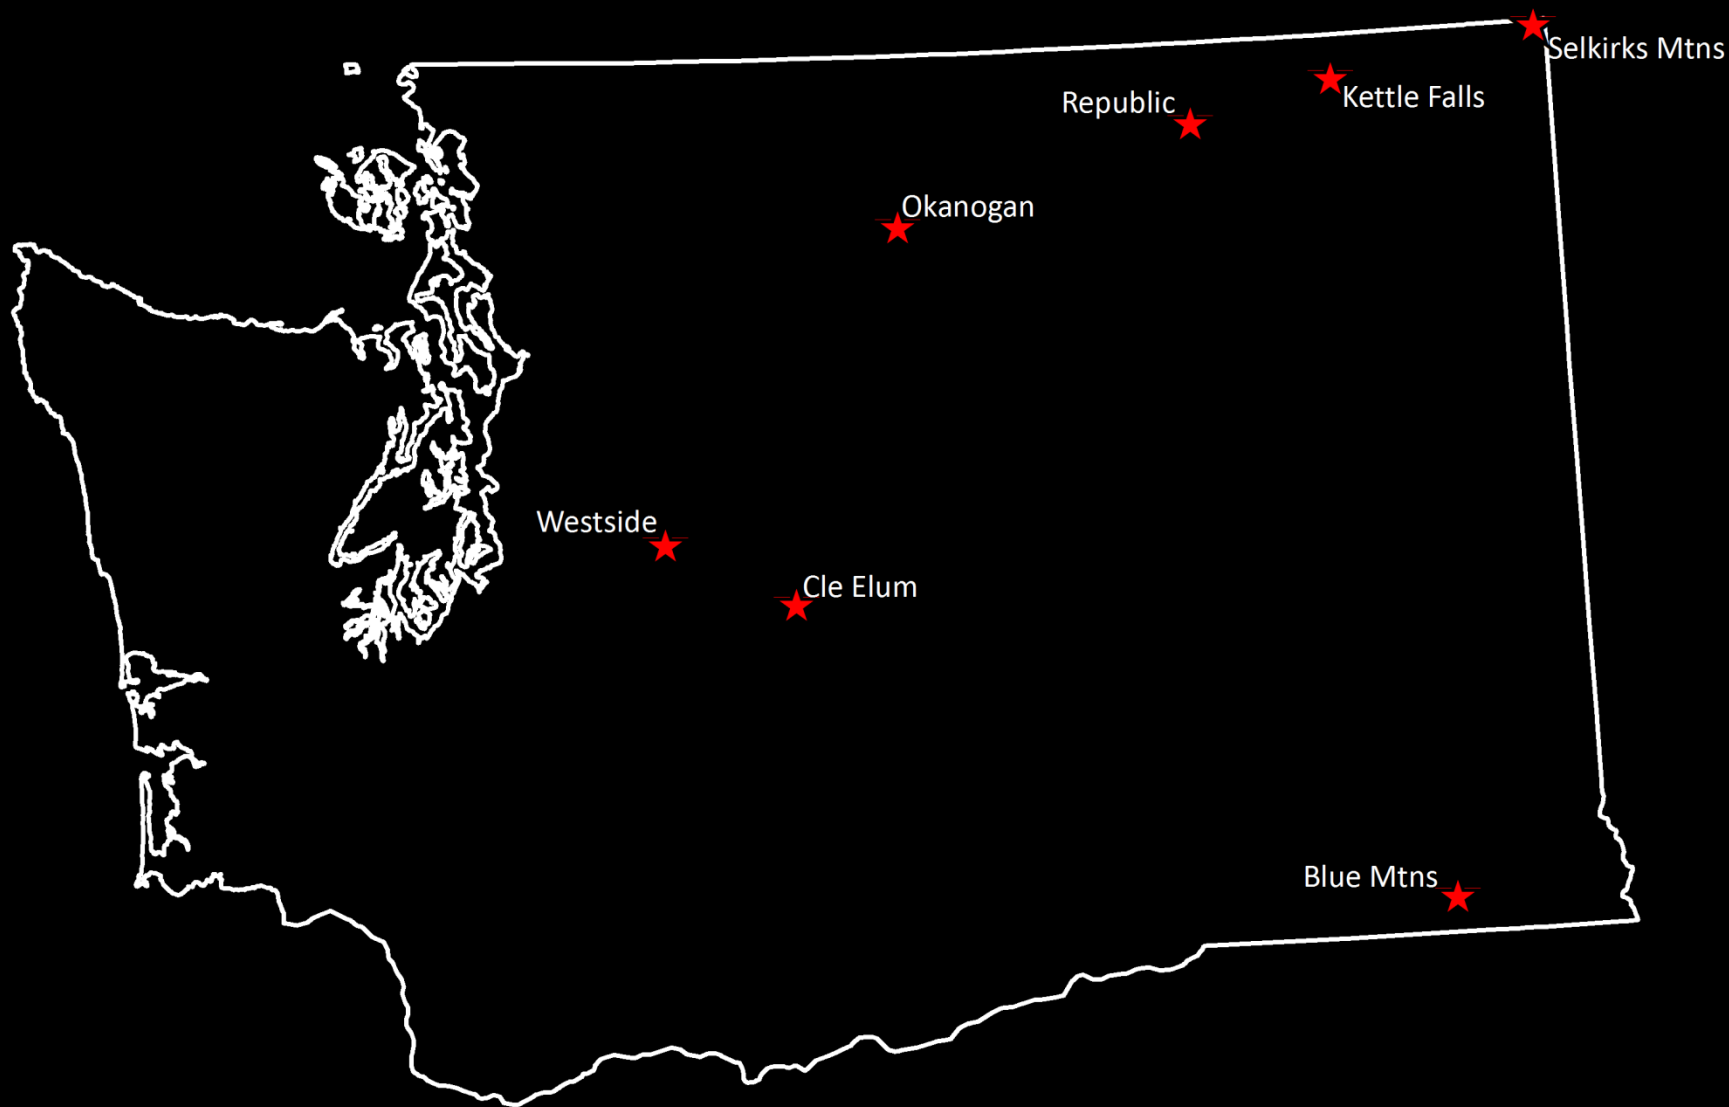 Selkirks Mtns
Kettle Falls
Republic
Okanogan
Westside
Cle Elum
Blue Mtns